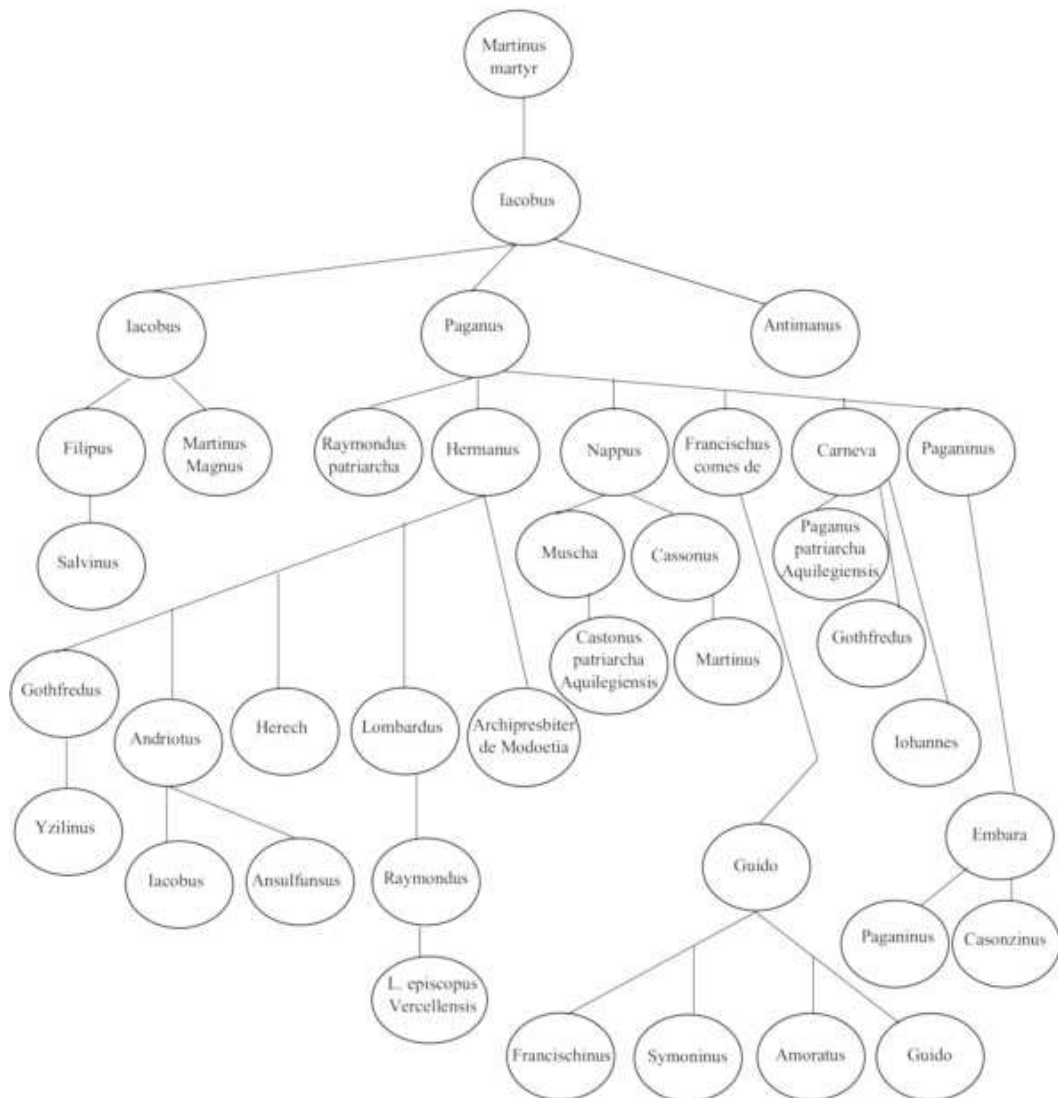 Martinus
martyr
Iacobus
Iacobus
Paganus
Antimanus
Filipus
Martinus
Magnus
Raymondus
patriarcha
Hermanus
Nappus
Francischus
comes de
Carneva
Paganinus
Salvinus
Muscha
Cassonus
Paganus
patriarcha
Aquilegiensis
Gothfredus
Castonus
patriarcha
Aquilegiensis
Martinus
Gothfredus
Andriotus
Herech
Lombardus
Archipresbiter
de Modoetia
Iohannes
Yzilinus
Embara
Iacobus
Ansulfunsus
Raymondus
Guido
Paganinus
Casonzinus
L. episcopus
Vercellensis
Francischinus
Symoninus
Amoratus
Guido